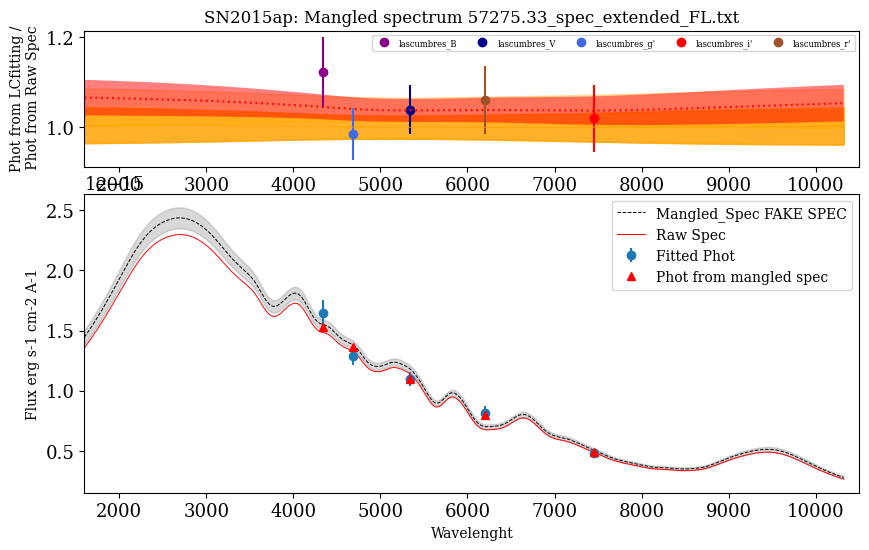 SN2015ap: Mangled spectrum 57275.33_spec_extended_FL.txt
Phot from LCfitting /
Phot from Raw Spec
1.2
1.0
lascumbres_B lascumbres_V lascumbres_g' lascumbres_i' lascumbres_r'
2000 3000 4000 5000 6000 7000 8000 9000 10000
1e−15
Flux erg s-1 cm-2 A-1
2.5
2.0
1.5
1.0
0.5
Mangled_Spec FAKE SPEC
Raw Spec
Fitted Phot
Phot from mangled spec
2000 3000 4000 5000 6000 7000 8000 9000 10000
Wavelenght